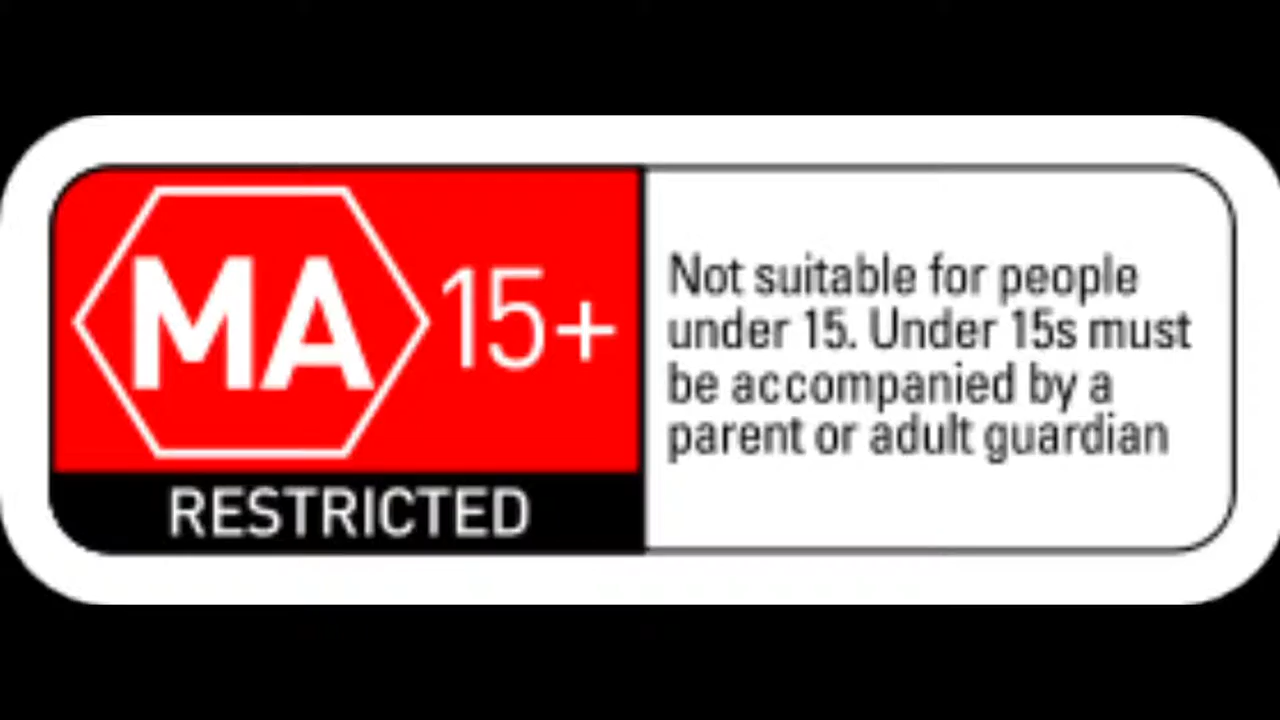 MA 15+
RESTRICTED
Not suitable for people
under 15. Under 15s must
be accompanied by a
parent or adult guardian